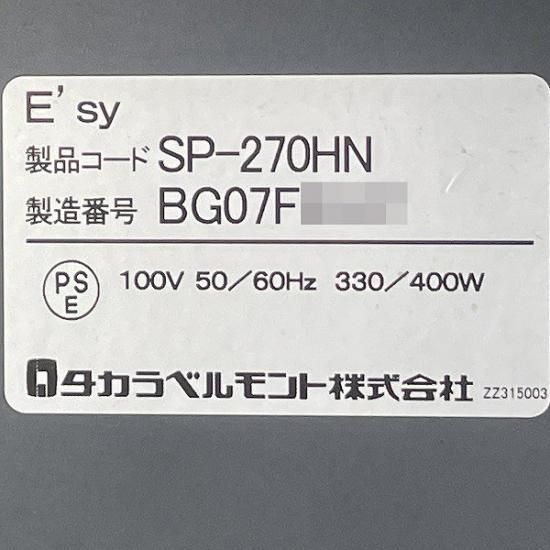 E'sy
製品コード SP-270HN
製造番号 BG07F
PSE 100V 50/60Hz 330/400W
タカラベルモント株式会社 ZZ315003